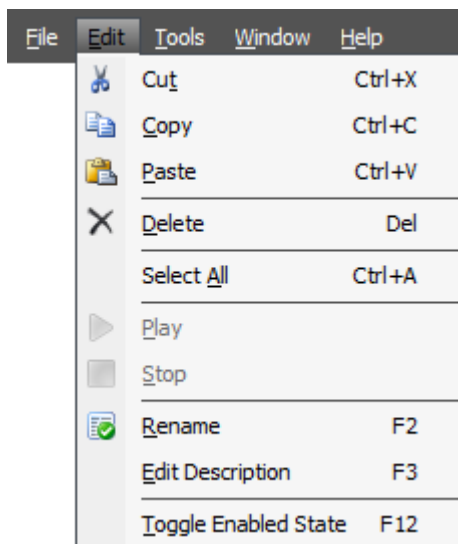 File Edit Tools Window Help
Cut Ctrl+X
Copy Ctrl+C
Paste Ctrl+V
Delete Del
Select All Ctrl+A
Play
Stop
Rename F2
Edit Description F3
Toggle Enabled State F12